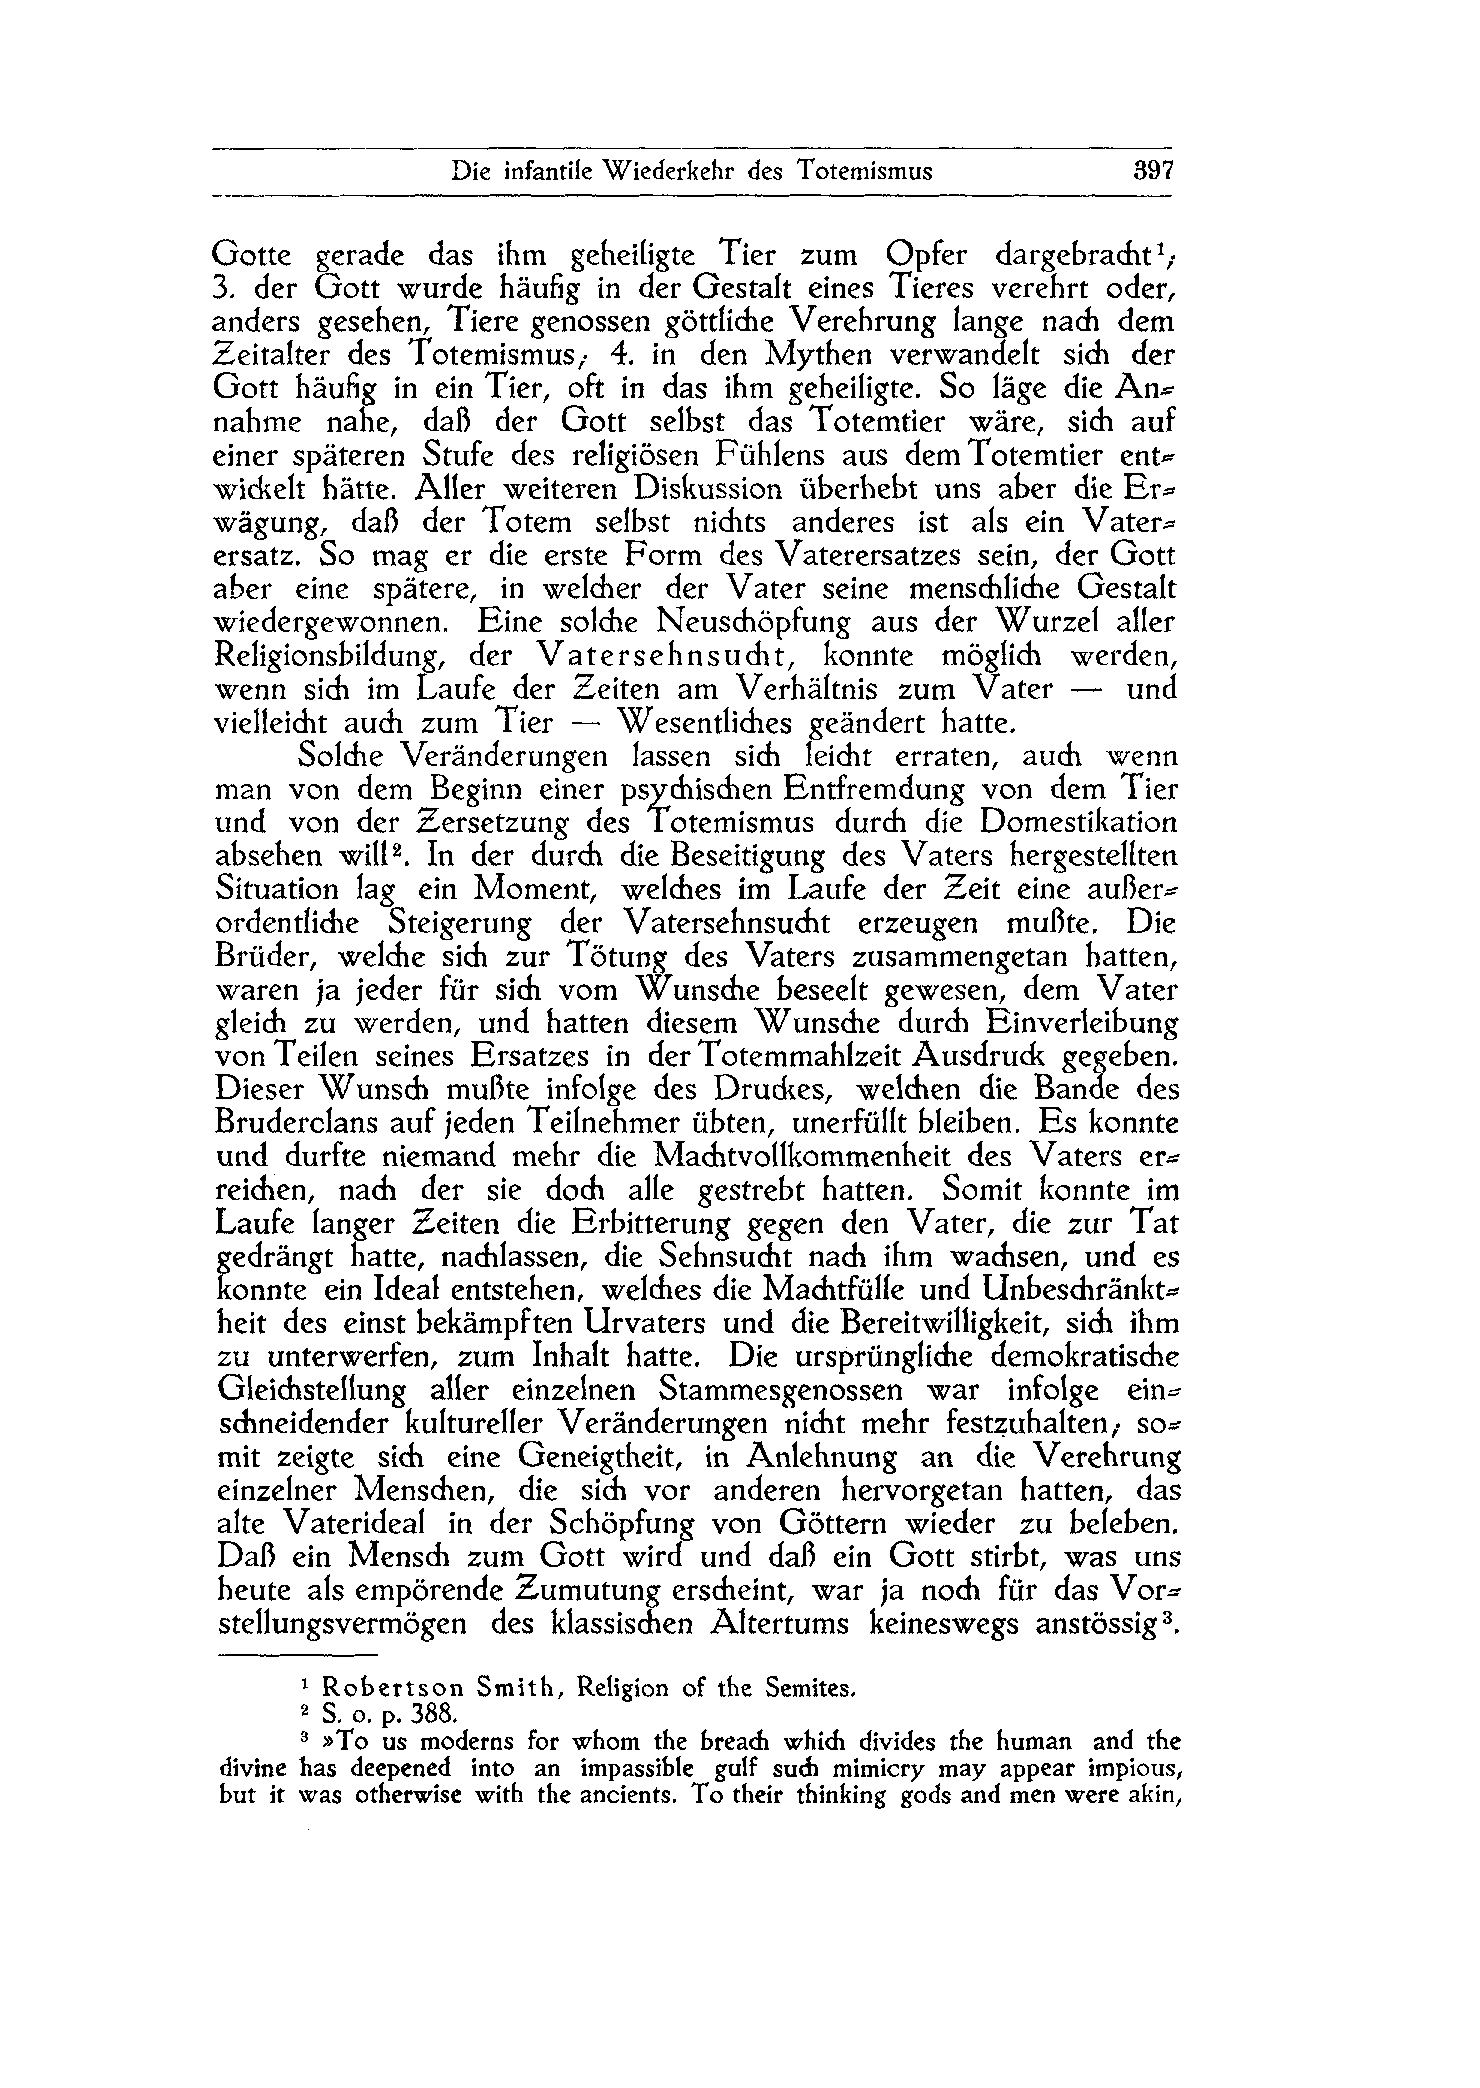 Die infantile Wiederkehr des Totemismus 397
Gotte gerade das ihm geheiligte Tier zum Opfer dargebracht¹;
3. der Gott wurde häufig in der Gestalt eines Tieres verehrt oder,
anders gesehen, Tiere genossen göttliche Verehrung lange nach dem
Zeitalter des Totemismus; 4. in den Mythen verwandelt sich der
Gott häufig in ein Tier, oft in das ihm geheiligte. So läge die An-
nahme nahe, daß der Gott selbst das Totemtier wäre, sich auf
einer späteren Stufe des religiösen Fühlens aus dem Totemtier ent-
wickelt hätte. Aller weiteren Diskussion überhebt uns aber die Er-
wägung, daß der Totem selbst nichts anderes ist als ein Vater-
ersatz. So mag er die erste Form des Vaterersatzes sein, der Gott
aber eine spätere, in welcher der Vater seine menschliche Gestalt
wiedergewonnen. Eine solche Neuschöpfung aus der Wurzel aller
Religionsbildung, der Vatersehnsucht, konnte möglich werden,
wenn sich im Laufe der Zeiten am Verhältnis zum Vater — und
vielleicht auch zum Tier — Wesentliches geändert hatte.
Solche Veränderungen lassen sich leicht erraten, auch wenn
man von dem Beginn einer psychischen Entfremdung von dem Tier
und von der Zersetzung des Totemismus durch die Domestikation
absehen will². In der durch die Beseitigung des Vaters hergestellten
Situation lag ein Moment, welches im Laufe der Zeit eine außer-
ordentliche Steigerung der Vatersehnsucht erzeugen mußte. Die
Brüder, welche sich zur Tötung des Vaters zusammengetan hatten,
waren ja jeder für sich vom Wunsche beseelt gewesen, dem Vater
gleich zu werden, und hatten diesem Wunsche durch Einverleibung
von Teilen seines Ersatzes in der Totemmahlzeit Ausdruck gegeben.
Dieser Wunsch mußte infolge des Druckes, welchen die Bande des
Bruderclans auf jeden Teilnehmer übten, unerfüllt bleiben. Es konnte
und durfte niemand mehr die Machtvollkommenheit des Vaters er-
reichen, nach der sie doch alle gestrebt hatten. Somit konnte im
Laufe langer Zeiten die Erbitterung gegen den Vater, die zur Tat
gedrängt hatte, nachlassen, die Sehnsucht nach ihm wachsen, und es
konnte ein Ideal entstehen, welches die Machtfülle und Unbeschränkt-
heit des einst bekämpften Urvaters und die Bereitwilligkeit, sich ihm
zu unterwerfen, zum Inhalt hatte. Die ursprüngliche demokratische
Gleichstellung aller einzelnen Stammesgenossen war infolge ein-
schneidender kultureller Veränderungen nicht mehr festzuhalten; so-
mit zeigte sich eine Geneigtheit, in Anlehnung an die Verehrung
einzelner Menschen, die sich vor anderen hervorgetan hatten, das
alte Vaterideal in der Schöpfung von Göttern wieder zu beleben.
Daß ein Mensch zum Gott wird und daß ein Gott stirbt, was uns
heute als empörende Zumutung erscheint, war ja noch für das Vor-
stellungsvermögen des klassischen Altertums keineswegs anstössig³.
¹ Robertson Smith, Religion of the Semites.
² S. o. p. 388.
³ »To us moderns for whom the breach which divides the human and the
divine has deepened into an impassible gulf such mimicry may appear impious,
but it was otherwise with the ancients. To their thinking gods and men were akin,